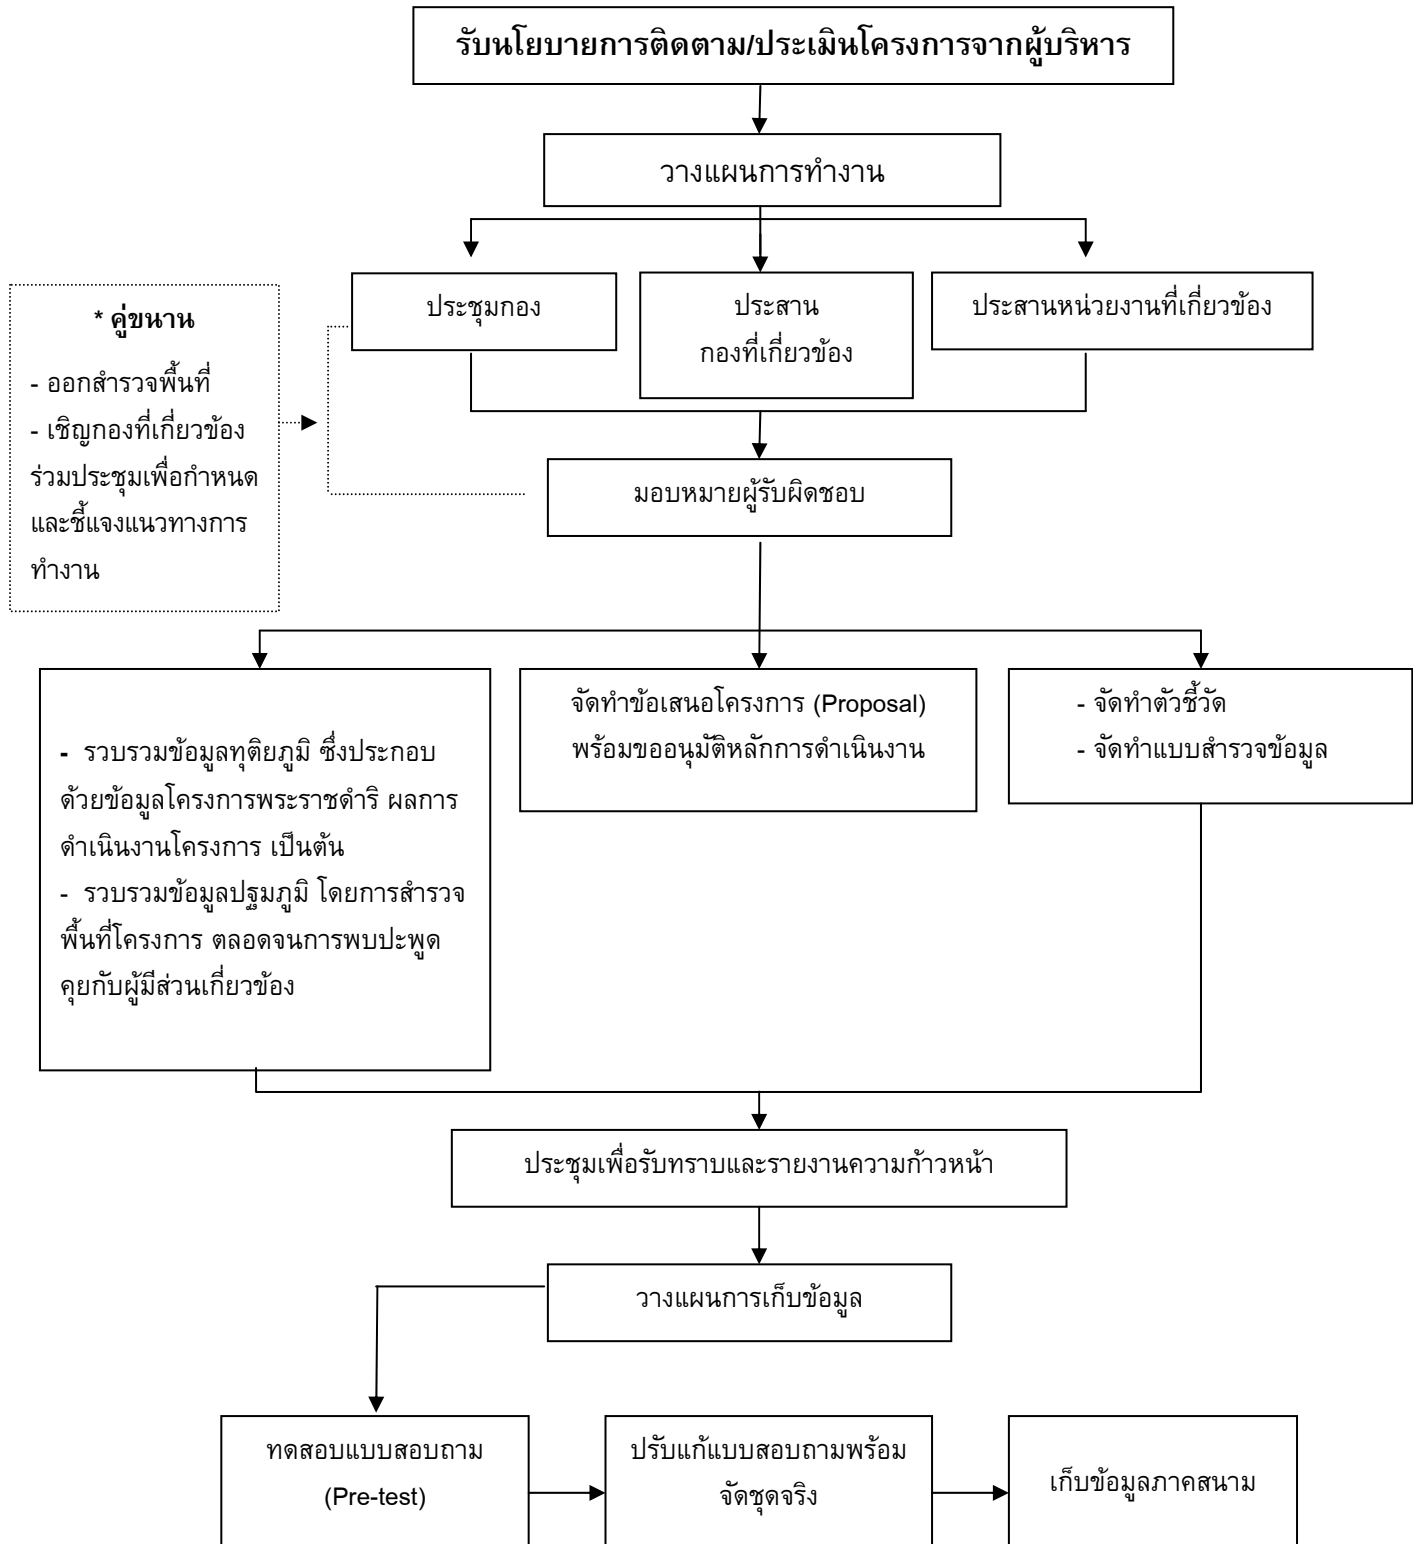 รับนโยบายการติดตาม/ประเมินโครงการจากผู้บริหาร
วางแผนการทำงาน
ประชุมกอง
ประสาน
กองที่เกี่ยวข้อง
ประสานหน่วยงานที่เกี่ยวข้อง
* คู่ขนาน
- ออกสำรวจพื้นที่
- เชิญกองที่เกี่ยวข้อง
ร่วมประชุมเพื่อกำหนด
และชี้แจงแนวทางการ
ทำงาน
มอบหมายผู้รับผิดชอบ
- รวบรวมข้อมูลทุติยภูมิ ซึ่งประกอบ
ด้วยข้อมูลโครงการพระราชดำริ ผลการ
ดำเนินงานโครงการ เป็นต้น
- รวบรวมข้อมูลปฐมภูมิ โดยการสำรวจ
พื้นที่โครงการ ตลอดจนการพบปะพูด
คุยกับผู้มีส่วนเกี่ยวข้อง
จัดทำข้อเสนอโครงการ (Proposal)
พร้อมขออนุมัติหลักการดำเนินงาน
- จัดทำตัวชี้วัด
- จัดทำแบบสำรวจข้อมูล
ประชุมเพื่อรับทราบและรายงานความก้าวหน้า
วางแผนการเก็บข้อมูล
ทดสอบแบบสอบถาม
(Pre-test)
ปรับแก้แบบสอบถามพร้อม
จัดชุดจริง
เก็บข้อมูลภาคสนาม